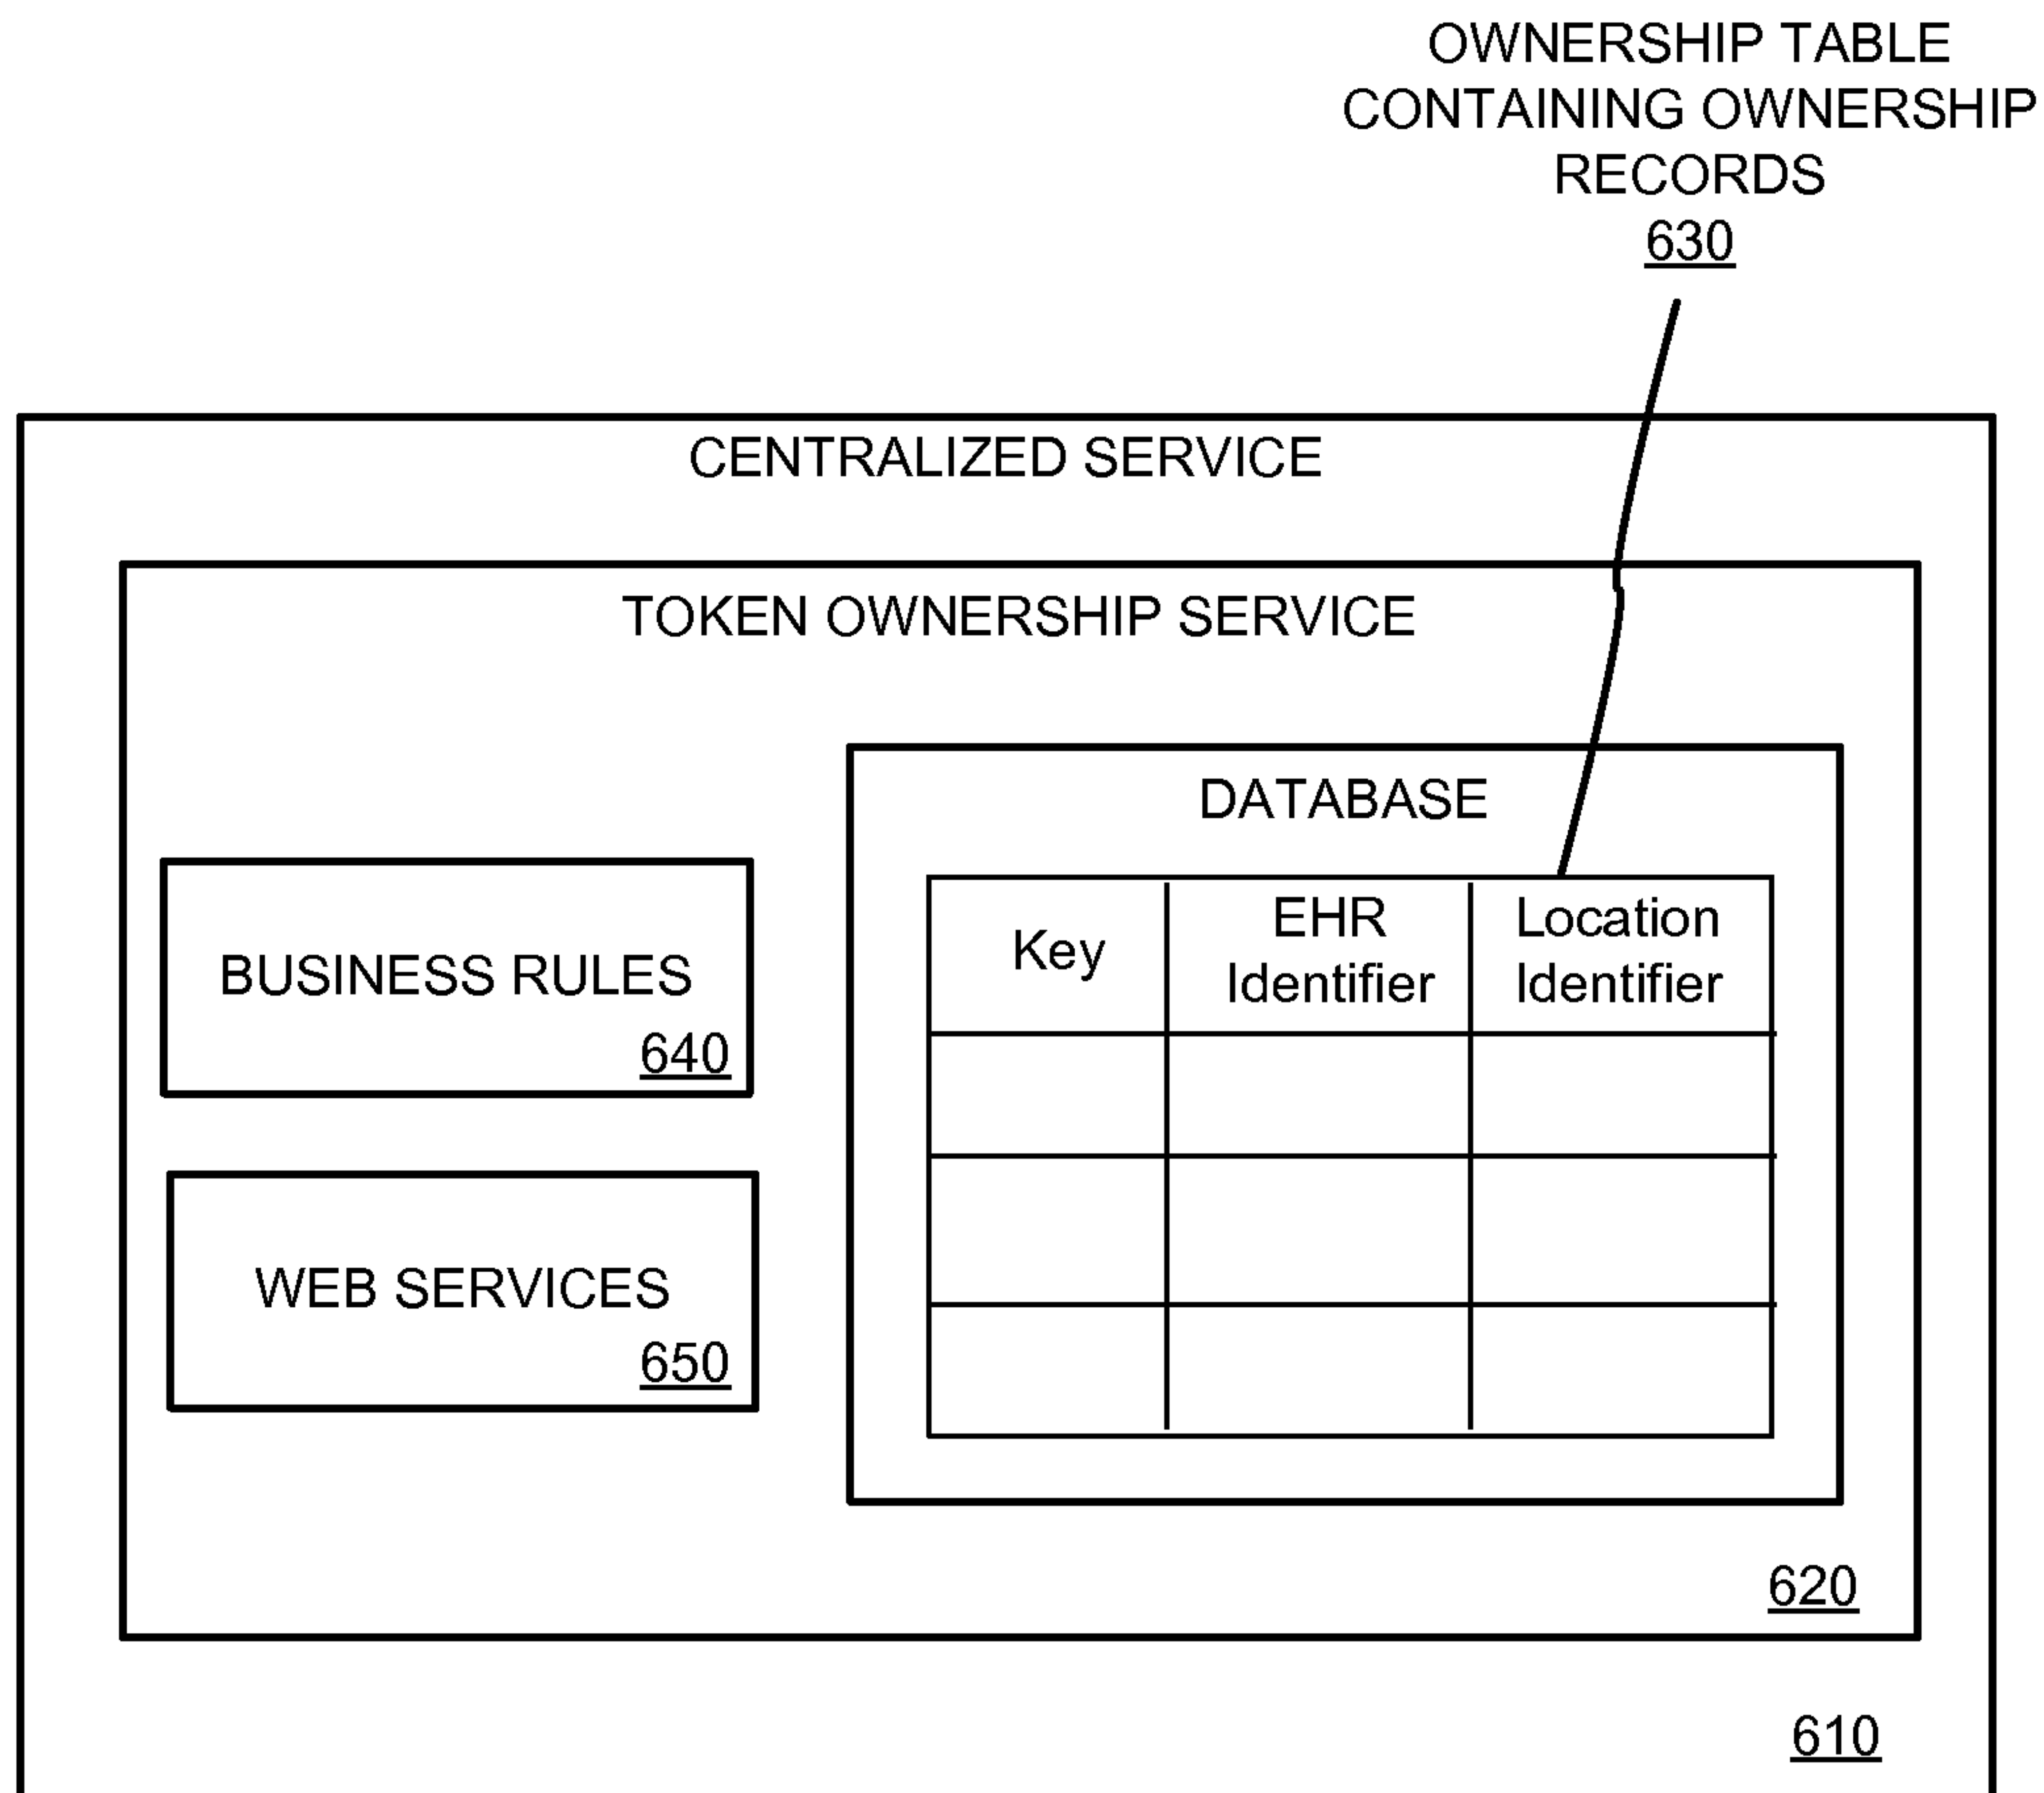 OWNERSHIP TABLE
CONTAINING OWNERSHIP
RECORDS
630
CENTRALIZED SERVICE
TOKEN OWNERSHIP SERVICE
DATABASE
Key
EHR
Identifier
Location
Identifier
BUSINESS RULES
640
WEB SERVICES
650
620
610